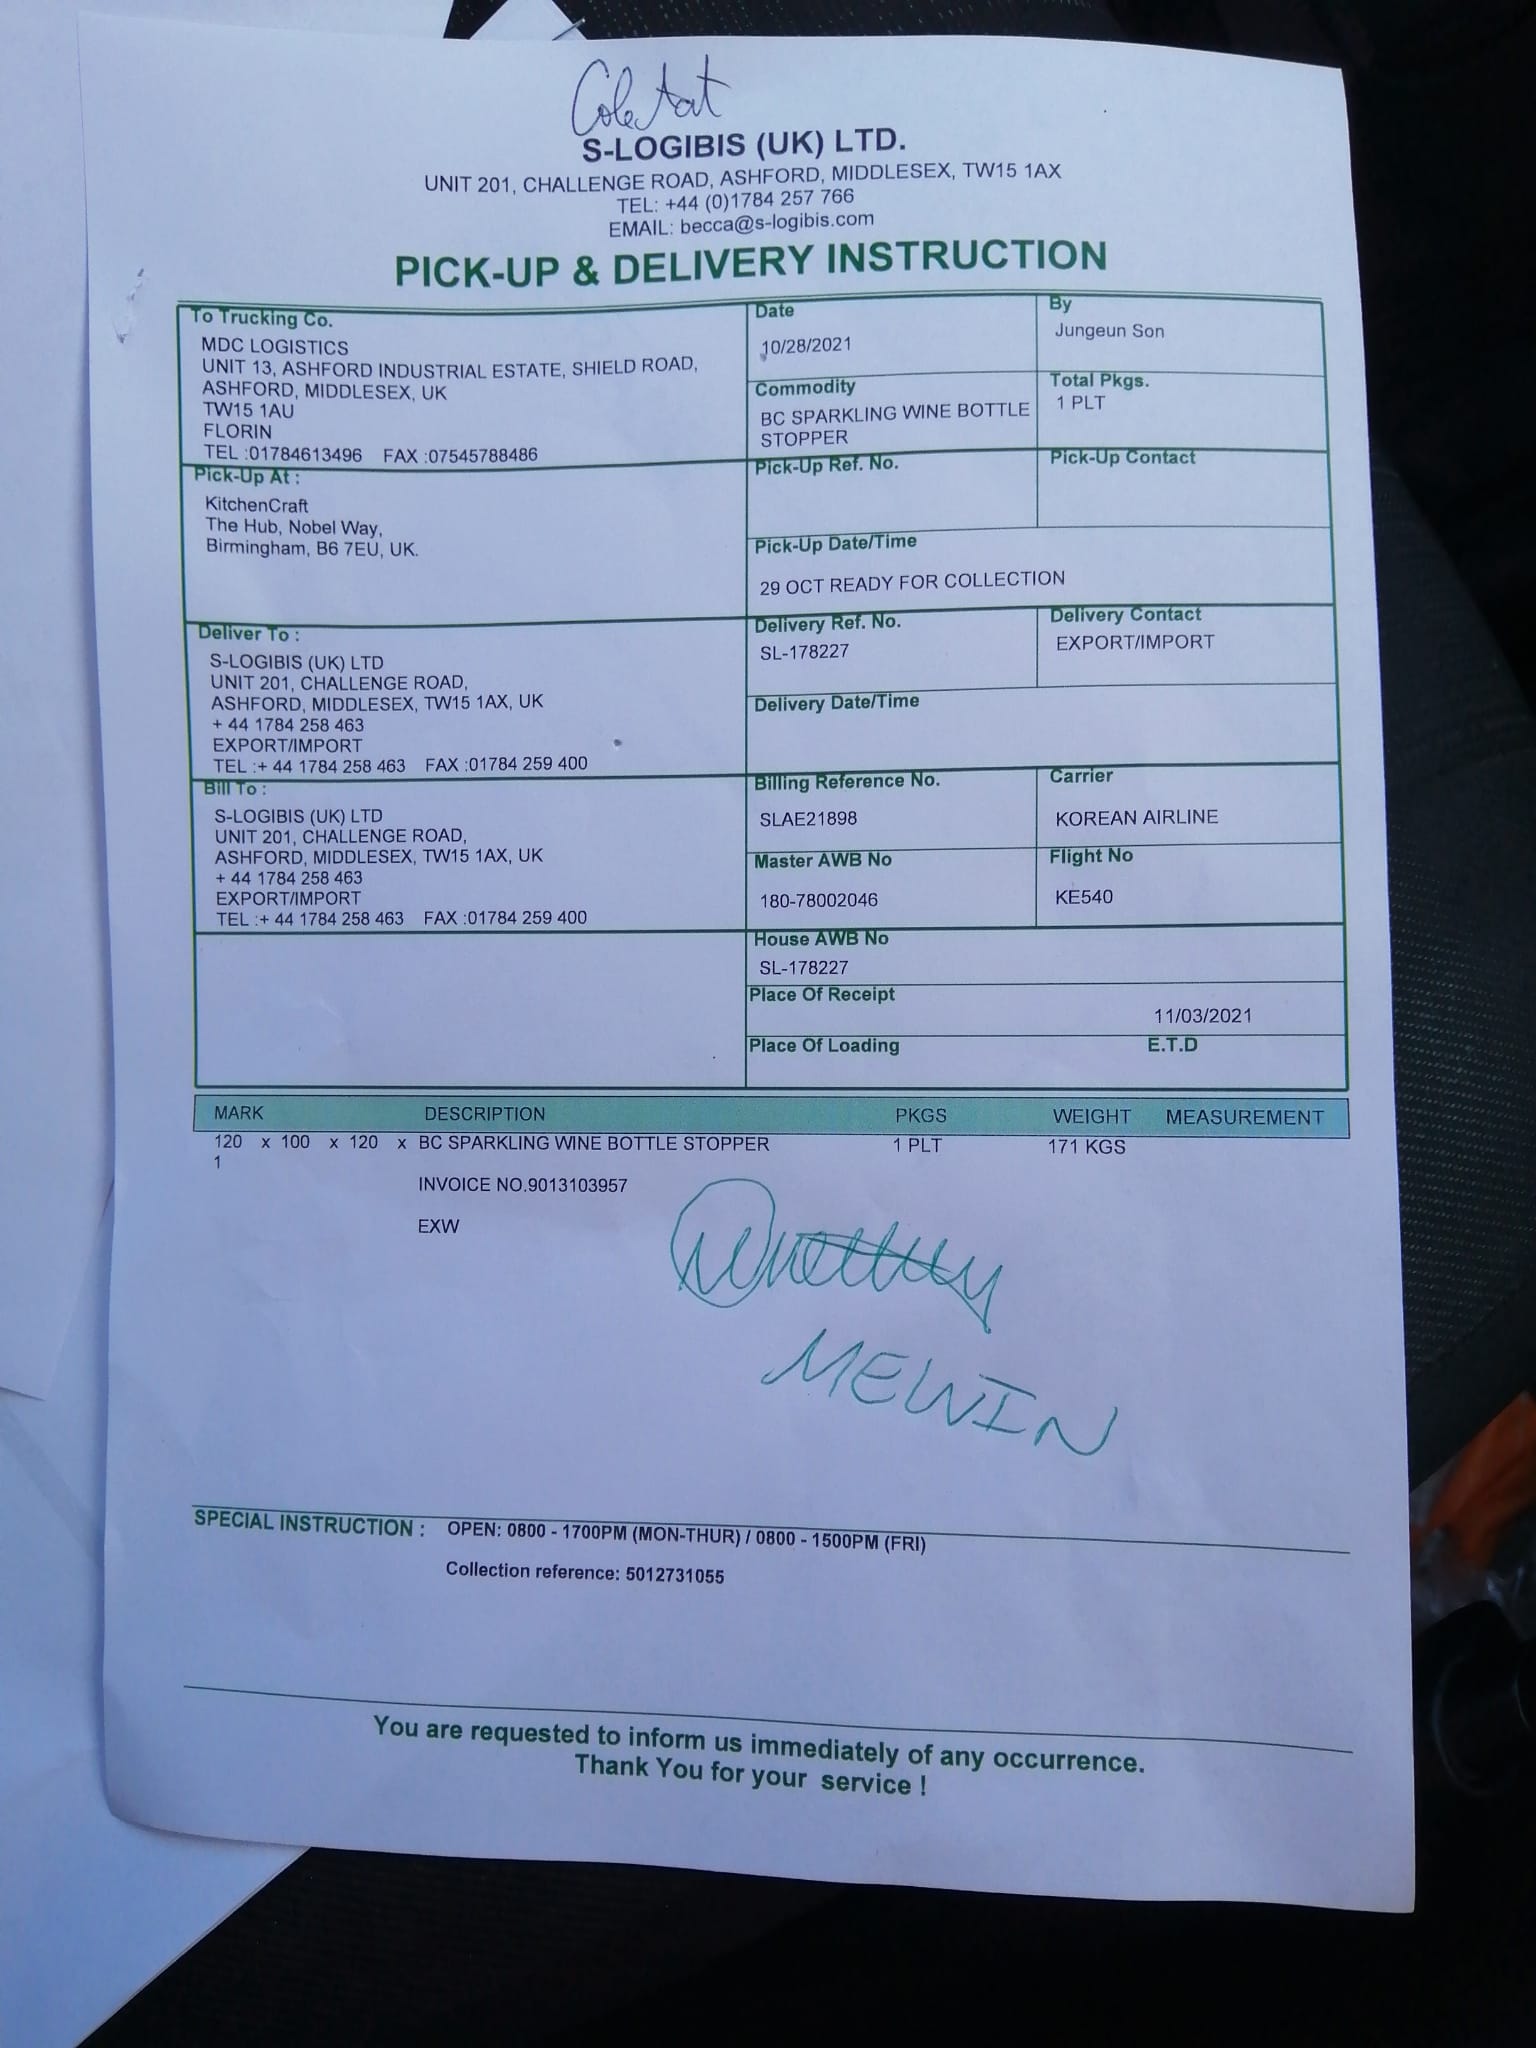 S-LOGIBIS (UK) LTD.
UNIT 201, CHALLENGE ROAD, ASHFORD, MIDDLESEX, TW15 1AX
TEL: +44 (0)1784 257 766
EMAIL: becca@s-logibis.com
PICK-UP & DELIVERY INSTRUCTION
To Trucking Co.
MDC LOGISTICS
UNIT 13, ASHFORD INDUSTRIAL ESTATE, SHIELD ROAD,
ASHFORD, MIDDLESEX, UK
TW15 1AU
FLORIN
TEL :01784613496 FAX :07545788486
Date
10/28/2021
By
Jungeun Son
Commodity
BC SPARKLING WINE BOTTLE
STOPPER
Total Pkgs.
1 PLT
Pick-Up At :
KitchenCraft
The Hub, Nobel Way,
Birmingham, B6 7EU, UK.
Pick-Up Ref. No.
Pick-Up Contact
Pick-Up Date/Time
29 OCT READY FOR COLLECTION
Deliver To :
S-LOGIBIS (UK) LTD
UNIT 201, CHALLENGE ROAD,
ASHFORD, MIDDLESEX, TW15 1AX, UK
+ 44 1784 258 463
EXPORT/IMPORT
TEL :+ 44 1784 258 463 FAX :01784 259 400
Delivery Ref. No.
SL-178227
Delivery Contact
EXPORT/IMPORT
Delivery Date/Time
Bill To :
S-LOGIBIS (UK) LTD
UNIT 201, CHALLENGE ROAD,
ASHFORD, MIDDLESEX, TW15 1AX, UK
+ 44 1784 258 463
EXPORT/IMPORT
TEL :+ 44 1784 258 463 FAX :01784 259 400
Billing Reference No.
SLAE21898
Carrier
KOREAN AIRLINE
Master AWB No
180-78002046
Flight No
KE540
House AWB No
SL-178227
Place Of Receipt
11/03/2021
Place Of Loading E.T.D
MARK DESCRIPTION PKGS WEIGHT MEASUREMENT
120 x 100 x 120 x BC SPARKLING WINE BOTTLE STOPPER 1 PLT 171 KGS
1
INVOICE NO.9013103957
EXW
MEWIN
SPECIAL INSTRUCTION : OPEN: 0800 - 1700PM (MON-THUR) / 0800 - 1500PM (FRI)
Collection reference: 5012731055
You are requested to inform us immediately of any occurrence.
Thank You for your service !